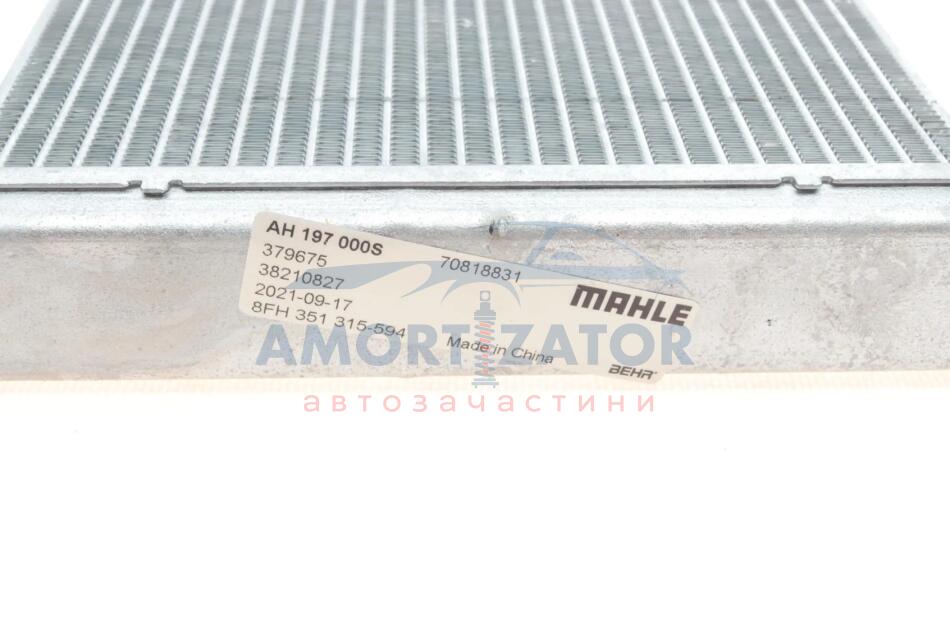 AH 197 000S
379675 70818831
38210827
2021-09-17
8FH 351 315-594
MAHLE
Made in China
BEHR
AMORTIZATOR
автозачастини